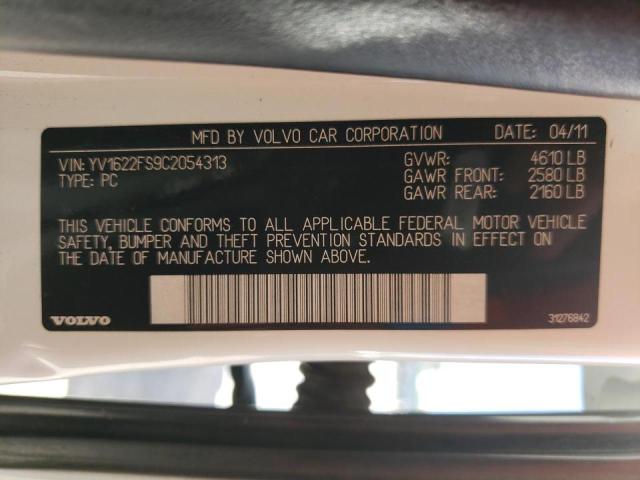 MFD BY VOLVO CAR CORPORATION DATE: 04/11
VIN: YV1622FS9C2054313 GVWR: 4610 LB
TYPE: PC GAWR FRONT: 2580 LB
GAWR REAR: 2160 LB
THIS VEHICLE CONFORMS TO ALL APPLICABLE FEDERAL MOTOR VEHICLE
SAFETY, BUMPER AND THEFT PREVENTION STANDARDS IN EFFECT ON
THE DATE OF MANUFACTURE SHOWN ABOVE.
VOLVO 31276842